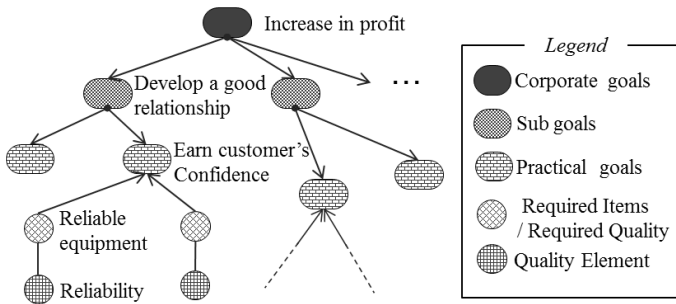 Increase in profit
Develop a good
relationship
...
Earn customer's
Confidence
Reliable
equipment
Reliability
Legend
Corporate goals
Sub goals
Practical goals
Required Items
/ Required Quality
Quality Element